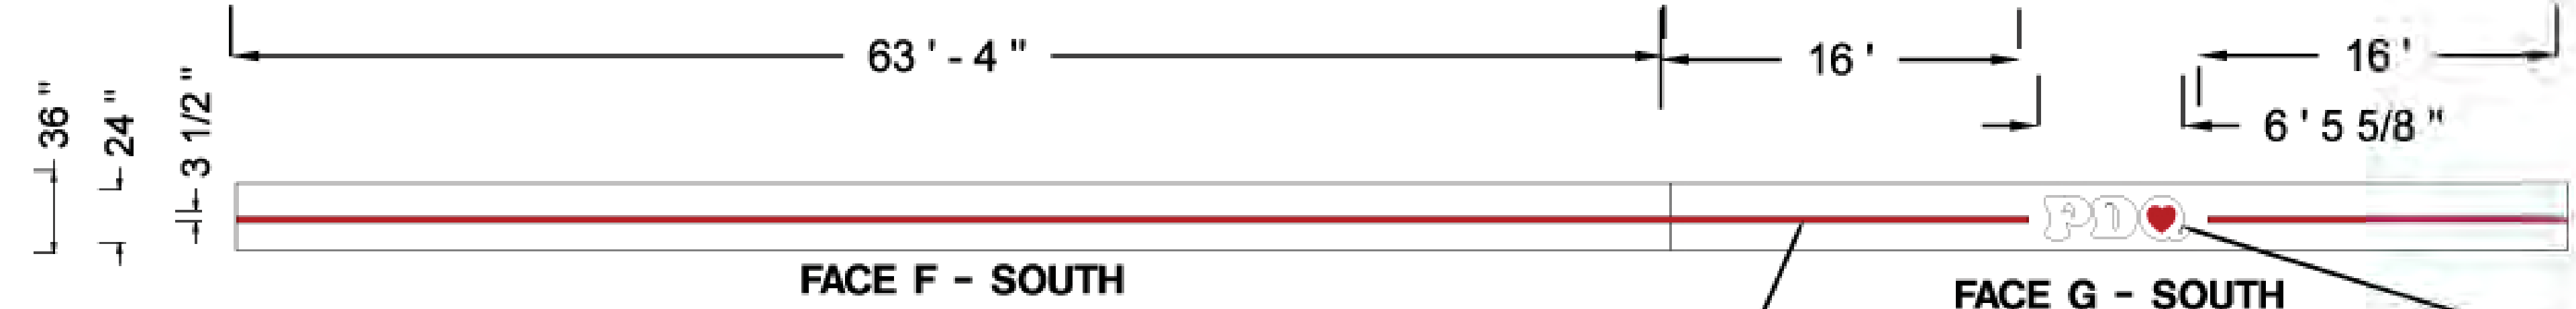 63 ' - 4 "
16 '
16 '
6 ' 5 5/8 "
36 "
24 "
3 1/2 "
PDQ
FACE F - SOUTH
FACE G - SOUTH